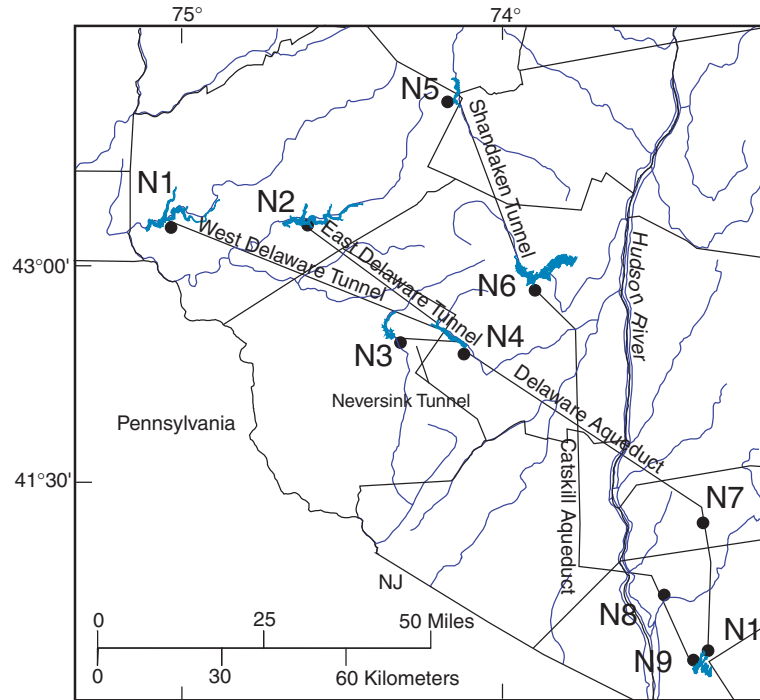 75°
74°
N5
Shandaken Tunnel
N1
N2
West Delaware Tunnel
East Delaware Tunnel
Hudson River
43°00'
N6
N3
N4
Neversink Tunnel
Delaware Aqueduct
Pennsylvania
Catskill Aqueduct
41°30'
N7
NJ
N8
N9
N1
0
25
50 Miles
0
30
60 Kilometers